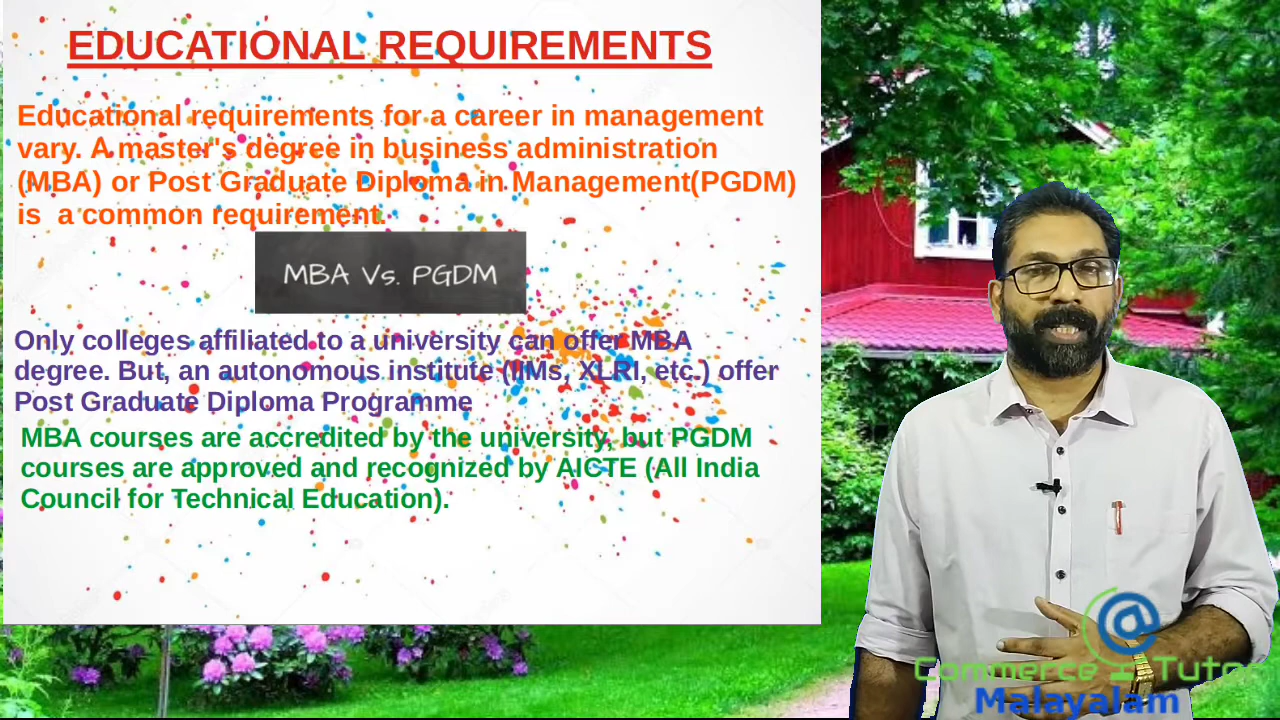 EDUCATIONAL REQUIREMENTS
Educational requirements for a career in management
vary. A master's degree in business administration
(MBA) or Post Graduate Diploma in Management(PGDM)
is a common requirement.
MBA Vs. PGDM
Only colleges affiliated to a university can offer MBA
degree. But, an autonomous institute (IIMs, XLRI, etc.) offer
Post Graduate Diploma Programme
MBA courses are accredited by the university, but PGDM
courses are approved and recognized by AICTE (All India
Council for Technical Education).
@
Commerce I Tutor
Malayalam